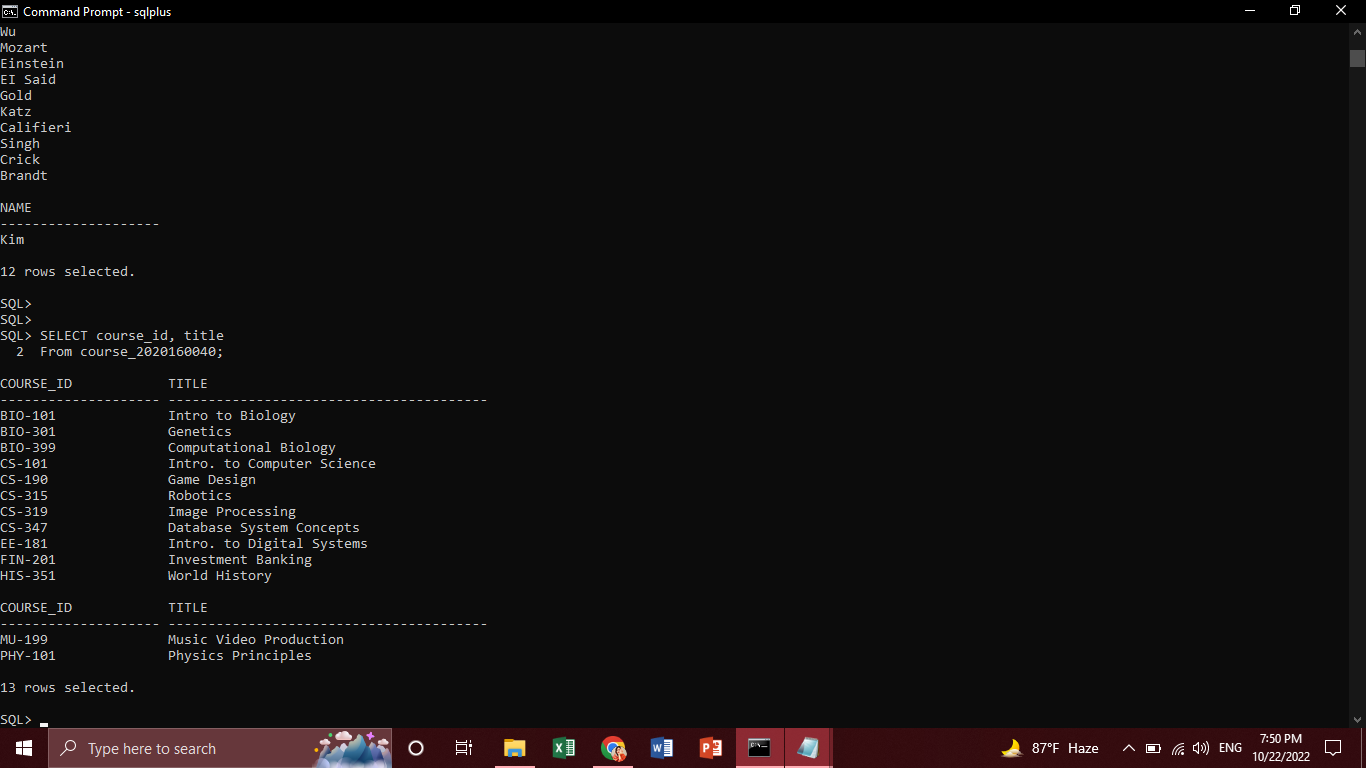 Command Prompt - sqlplus
Wu
Mozart
Einstein
EI Said
Gold
Katz
Califieri
Singh
Crick
Brandt
NAME
--------------------
Kim
12 rows selected.
SQL>
SQL>
SQL> SELECT course_id, title
2 From course_2020160040;
COURSE_ID TITLE
-------------------- ----------------------------------------
BIO-101 Intro to Biology
BIO-301 Genetics
BIO-399 Computational Biology
CS-101 Intro. to Computer Science
CS-190 Game Design
CS-315 Robotics
CS-319 Image Processing
CS-347 Database System Concepts
EE-181 Intro. to Digital Systems
FIN-201 Investment Banking
HIS-351 World History
COURSE_ID TITLE
-------------------- ----------------------------------------
MU-199 Music Video Production
PHY-101 Physics Principles
13 rows selected.
SQL>
Type here to search
87°F Haze
ENG
7:50 PM
10/22/2022